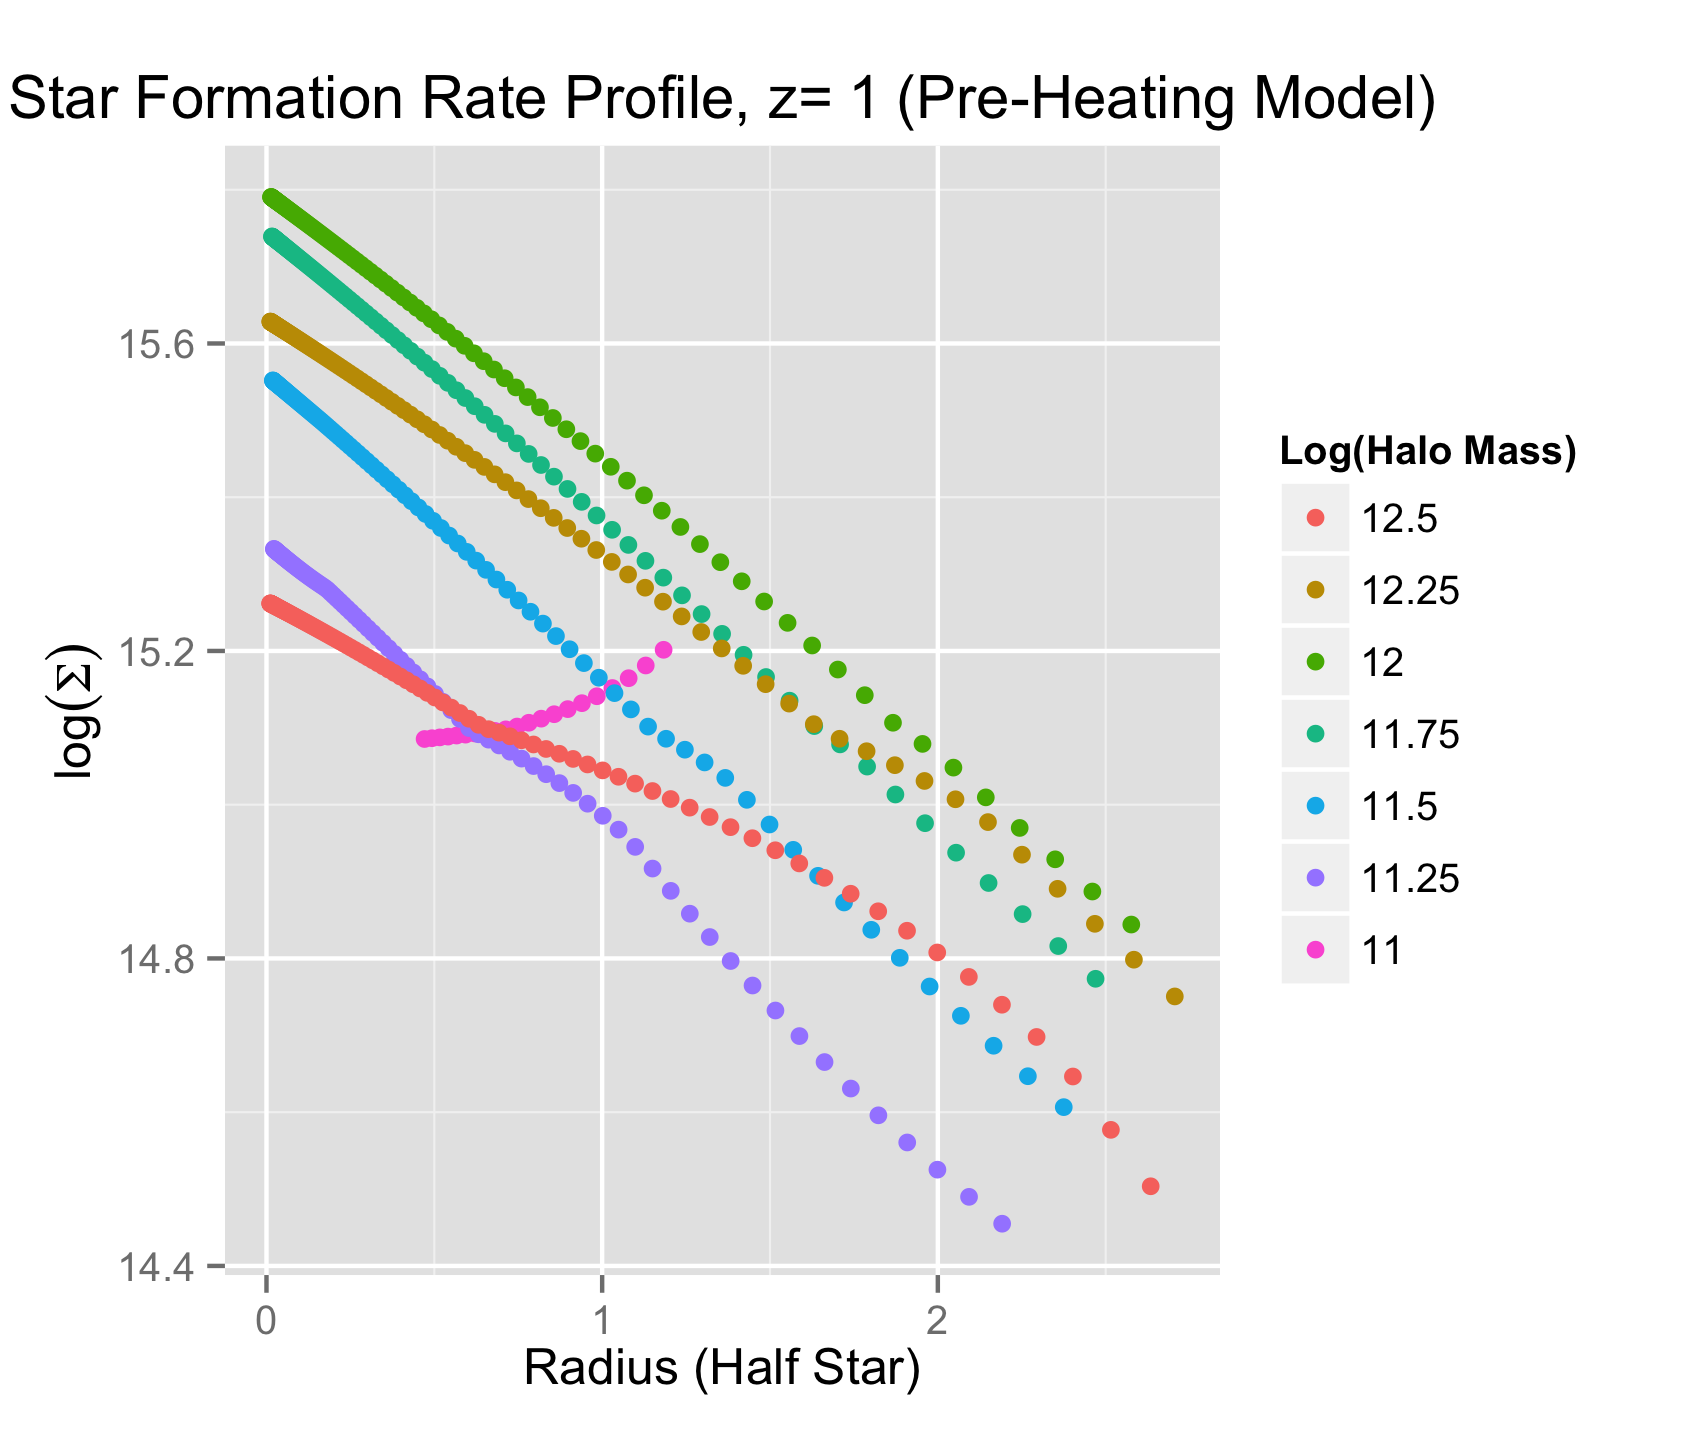 Star Formation Rate Profile, z= 1 (Pre-Heating Model)
log(Σ)
15.6
15.2
14.8
14.4
0 1 2
Radius (Half Star)
Log(Halo Mass)
12.5
12.25
12
11.75
11.5
11.25
11